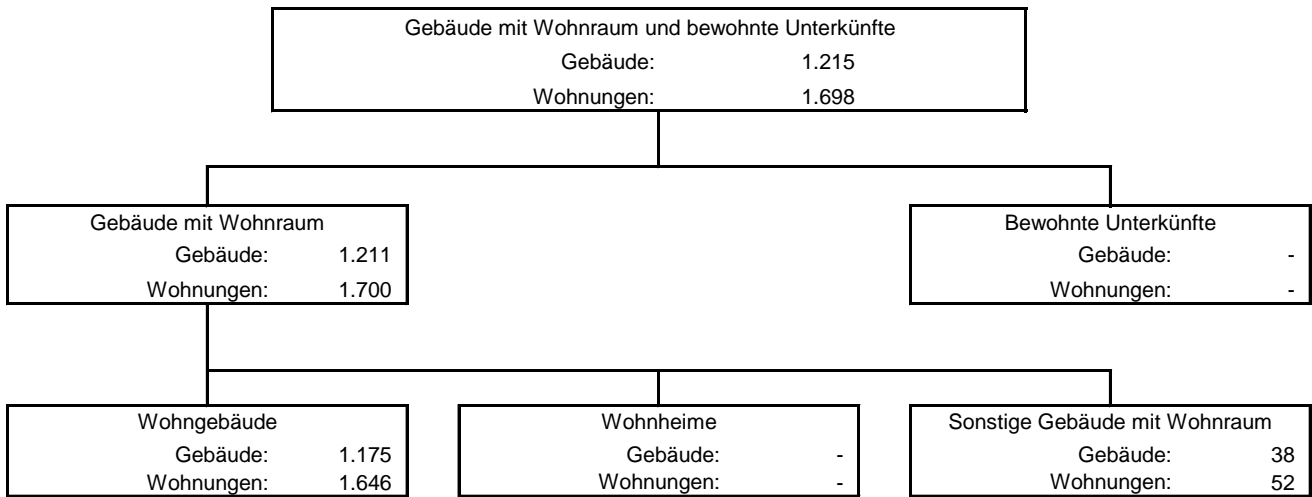 Gebäude mit Wohnraum und bewohnte Unterkünfte
Gebäude: 1.215
Wohnungen: 1.698
Gebäude mit Wohnraum
Gebäude: 1.211
Wohnungen: 1.700
Bewohnte Unterkünfte
Gebäude: -
Wohnungen: -
Wohngebäude
Gebäude: 1.175
Wohnungen: 1.646
Wohnheime
Gebäude: -
Wohnungen: -
Sonstige Gebäude mit Wohnraum
Gebäude: 38
Wohnungen: 52